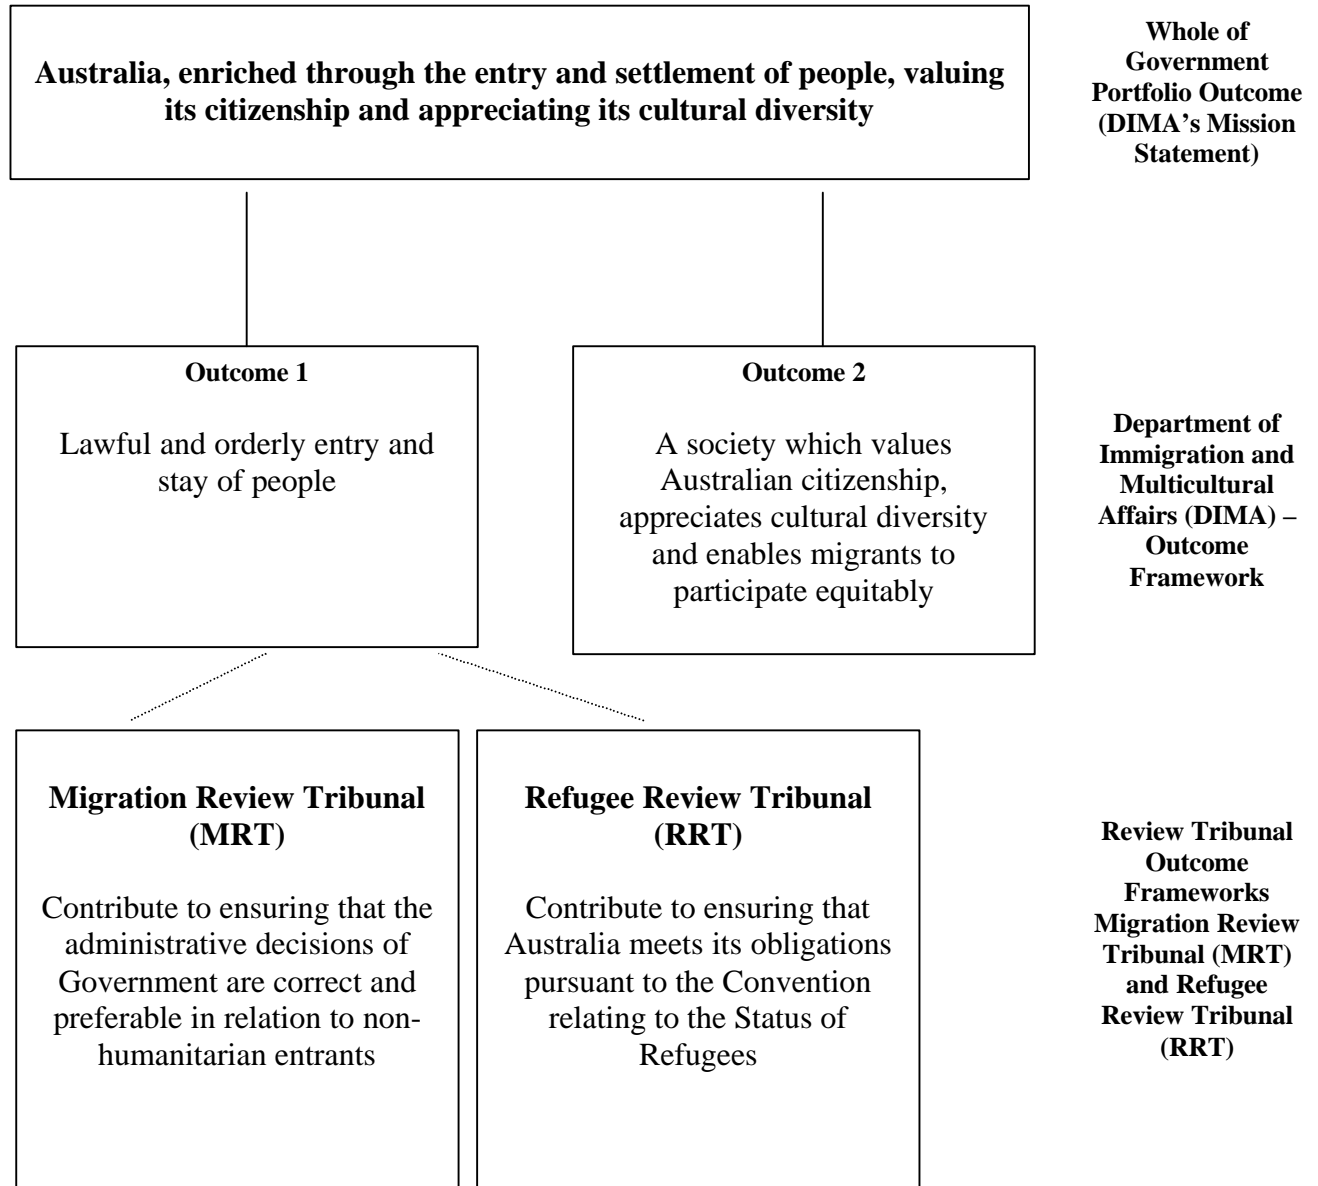 Australia, enriched through the entry and settlement of people, valuing
its citizenship and appreciating its cultural diversity
Whole of
Government
Portfolio Outcome
(DIMA’s Mission
Statement)
Outcome 1
Lawful and orderly entry and
stay of people
Outcome 2
A society which values
Australian citizenship,
appreciates cultural diversity
and enables migrants to
participate equitably
Department of
Immigration and
Multicultural
Affairs (DIMA) –
Outcome
Framework
Migration Review Tribunal
(MRT)
Contribute to ensuring that the
administrative decisions of
Government are correct and
preferable in relation to non-
humanitarian entrants
Refugee Review Tribunal
(RRT)
Contribute to ensuring that
Australia meets its obligations
pursuant to the Convention
relating to the Status of
Refugees
Review Tribunal
Outcome
Frameworks
Migration Review
Tribunal (MRT)
and Refugee
Review Tribunal
(RRT)